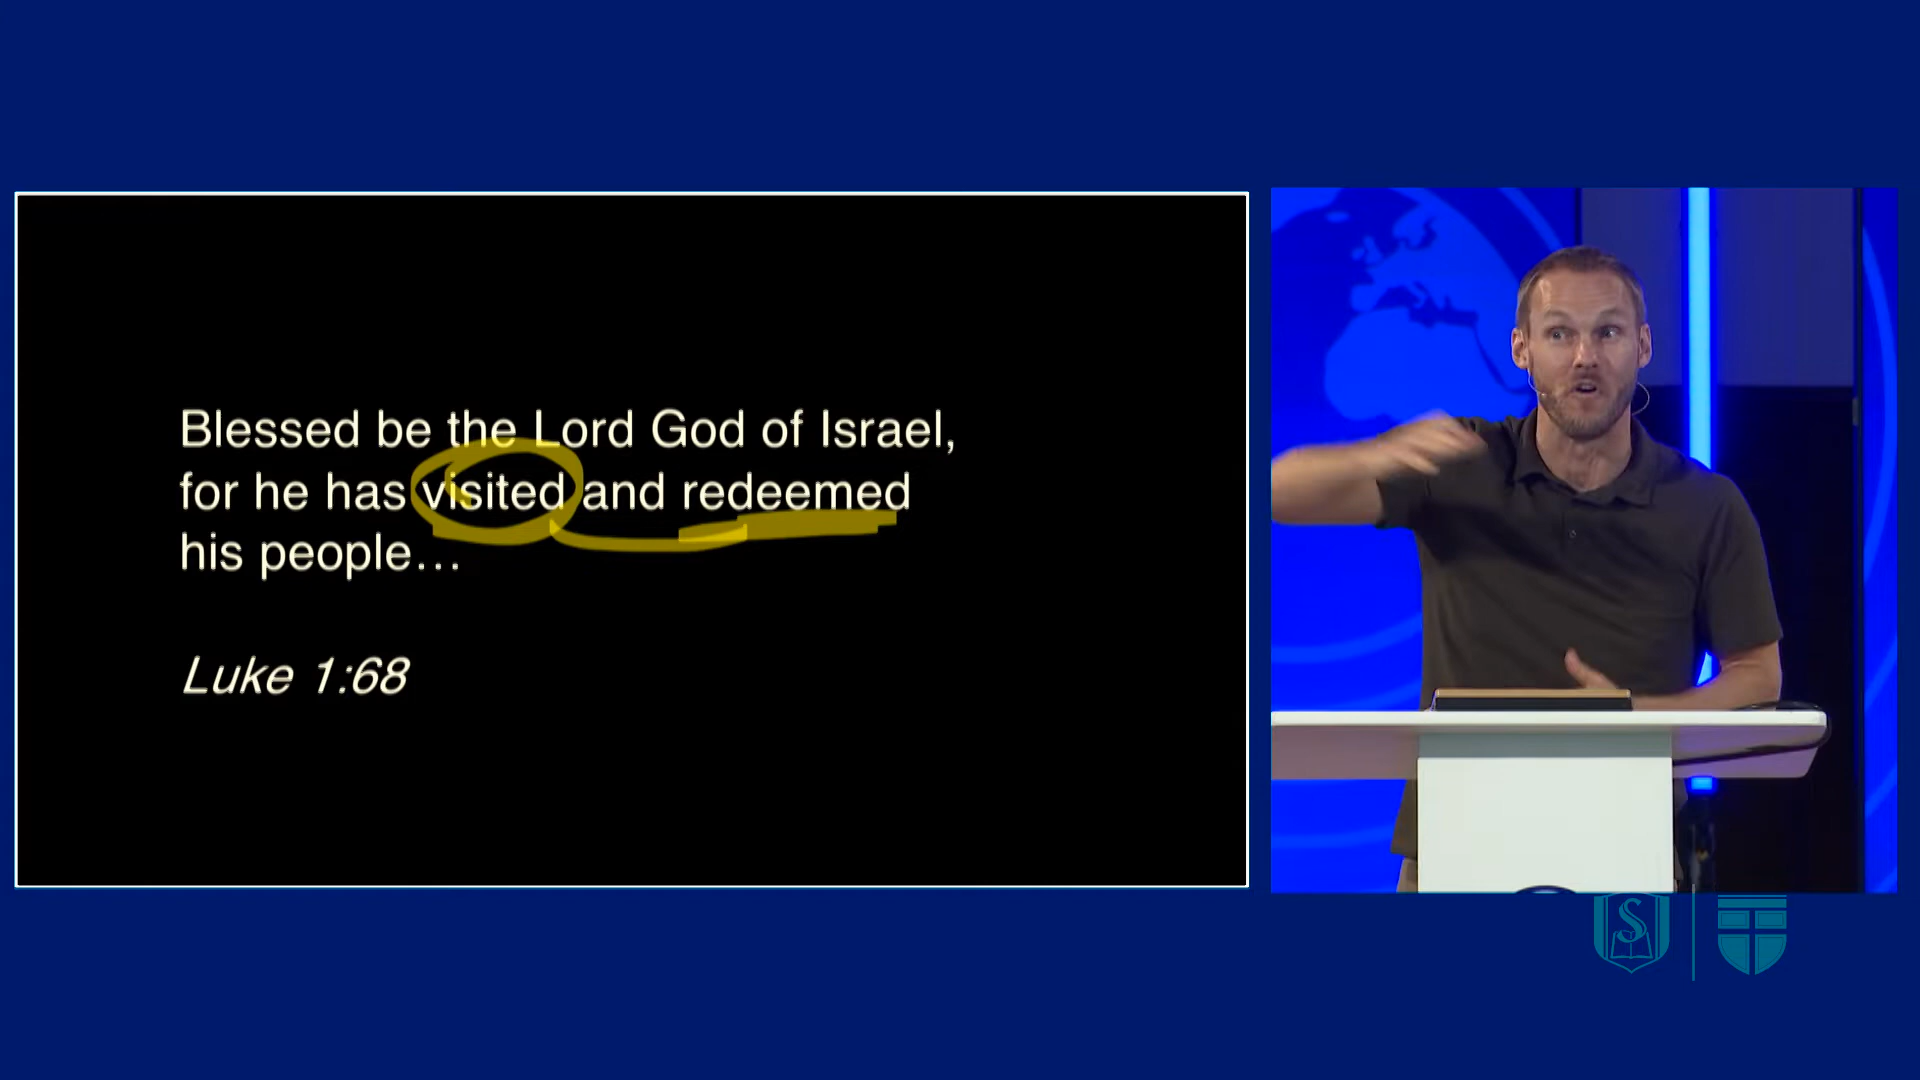 Blessed be the Lord God of Israel,
for he has visited and redeemed
his people…
Luke 1:68
S